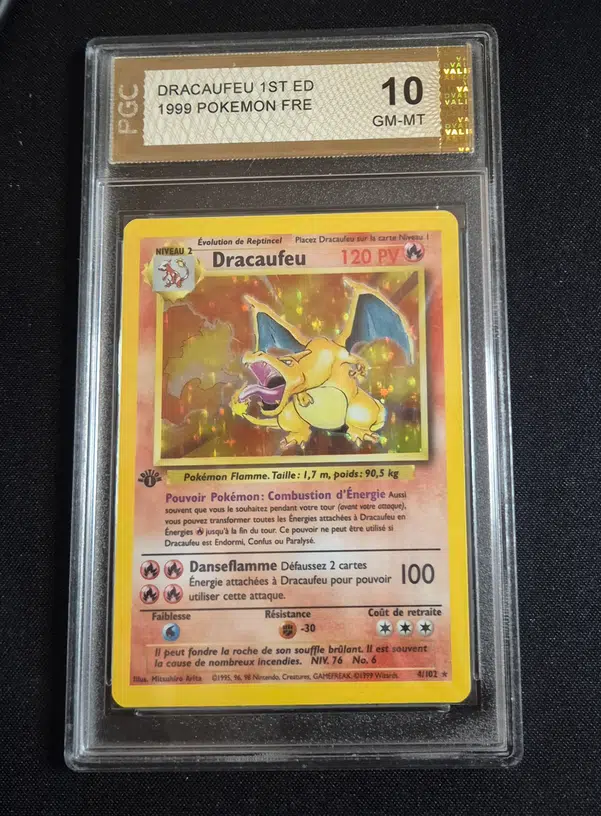 PGC
DRACAUFEU 1ST ED
1999 POKEMON FRE
10
GM-MT
VALI
VALI
VALI
Évolution de Reptincel Placez Dracaufeu sur la carte Niveau 1
NIVEAU 2
Dracaufeu 120 PV
ÉDITION
1
Pokémon Flamme. Taille: 1,7 m, poids: 90,5 kg
Pouvoir Pokémon: Combustion d'Énergie Aussi
souvent que vous le souhaitez pendant votre tour (avant votre attaque),
vous pouvez transformer toutes les Énergies attachées à Dracaufeu en
Énergies jusqu'à la fin du tour. Ce pouvoir ne peut être utilisé si
Dracaufeu est Endormi, Confus ou Paralysé.
Danseflamme Défaussez 2 cartes
Énergie attachées à Dracaufeu pour pouvoir 100
utiliser cette attaque.
Faiblesse Résistance Coût de retraite
-30
Il peut fondre la roche de son souffle brûlant. Il est souvent
la cause de nombreux incendies. NIV. 76 No. 6
Illus. Mitsuhiro Arita ©1995, 96, 98 Nintendo, Creatures, GAMEFREAK. ©1999 Wizards. 4/102 ★